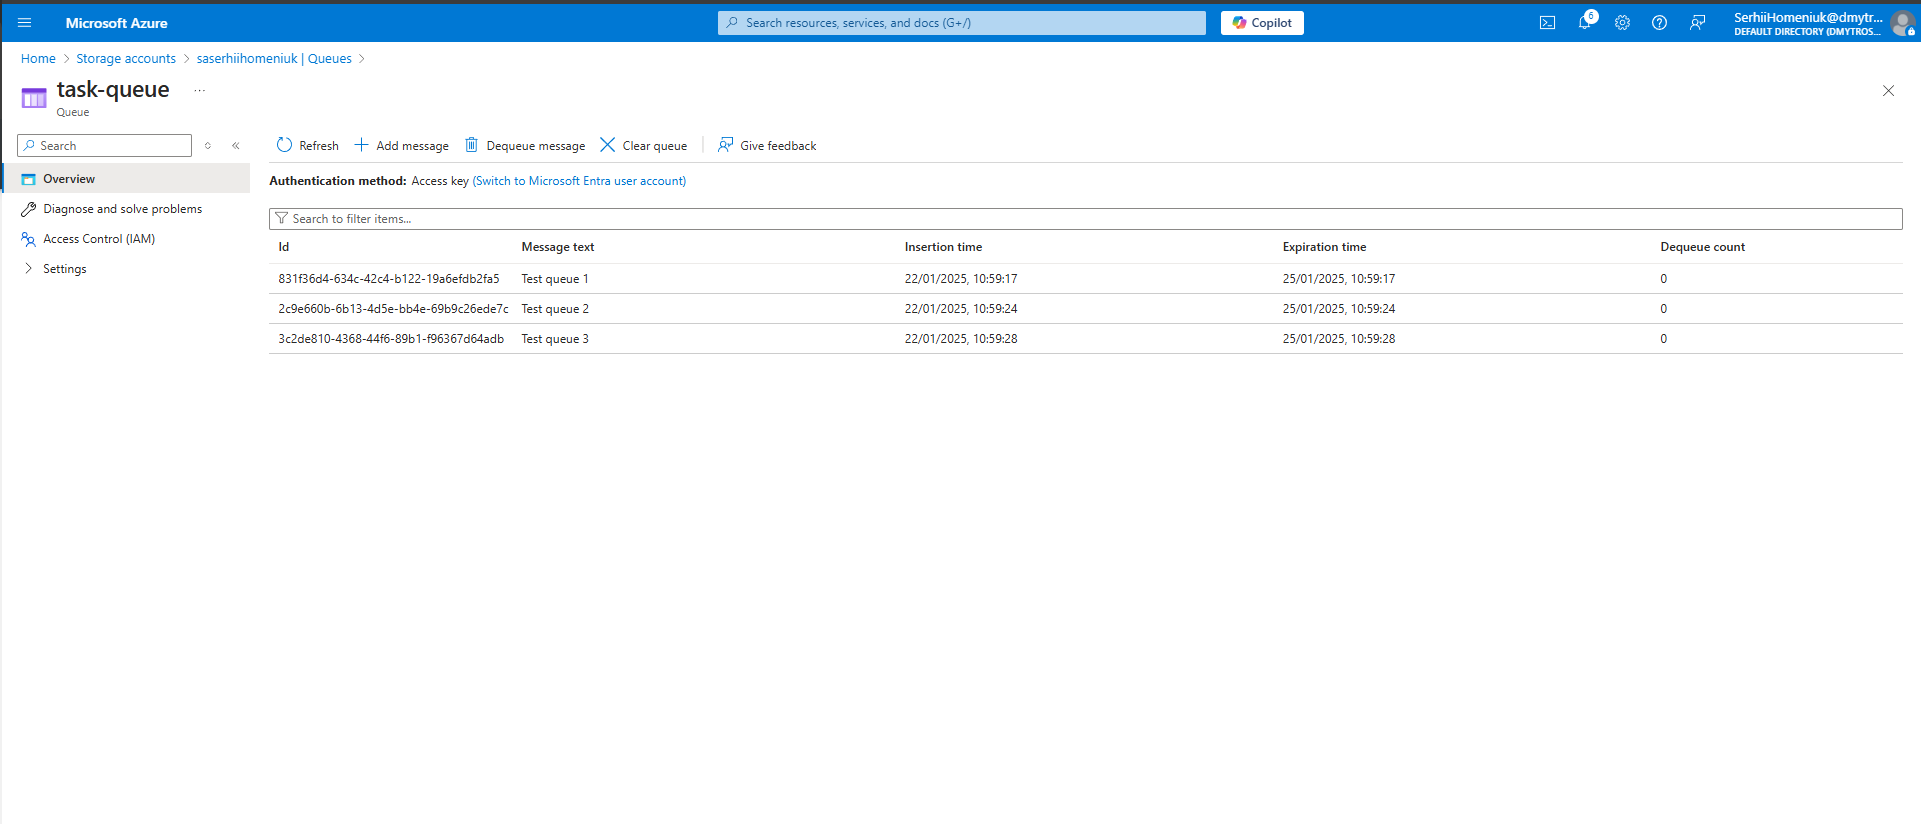 Microsoft Azure
Search resources, services, and docs (G+/)
Copilot
6
SerhiiHomeniuk@dmytr...
DEFAULT DIRECTORY (DMYTROS...
Home > Storage accounts > saserhiihomeniuk | Queues >
task-queue ...
Queue
Search
Refresh Add message Dequeue message Clear queue Give feedback
Overview
Diagnose and solve problems
Access Control (IAM)
Settings
Authentication method: Access key (Switch to Microsoft Entra user account)
Search to filter items...
Id Message text Insertion time Expiration time Dequeue count
831f36d4-634c-42c4-b122-19a6efdb2fa5 Test queue 1 22/01/2025, 10:59:17 25/01/2025, 10:59:17 0
2c9e660b-6b13-4d5e-bb4e-69b9c26ede7c Test queue 2 22/01/2025, 10:59:24 25/01/2025, 10:59:24 0
3c2de810-4368-44f6-89b1-f96367d64adb Test queue 3 22/01/2025, 10:59:28 25/01/2025, 10:59:28 0